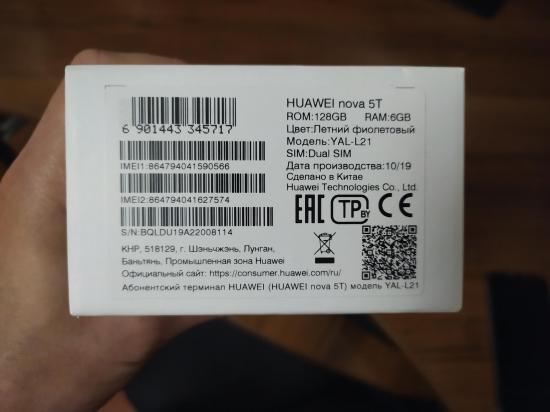 6 901443 345717
IMEI1:864794041590566
IMEI2:864794041627574
S/N:BQLDU19A22008114
HUAWEI nova 5T
ROM:128GB RAM:6GB
Цвет:Летний фиолетовый
Модель:YAL-L21
SIM:Dual SIM
Дата производства:10/19
Сделано в Китае
Huawei Technologies Co., Ltd.
EAC TP BY CE
КНР, 518129, г. Шэньчжэнь, Лунган,
Баньтянь, Промышленная зона Huawei
Официальный сайт: https://consumer.huawei.com/ru/
Абонентский терминал HUAWEI (HUAWEI nova 5T) модель YAL-L21